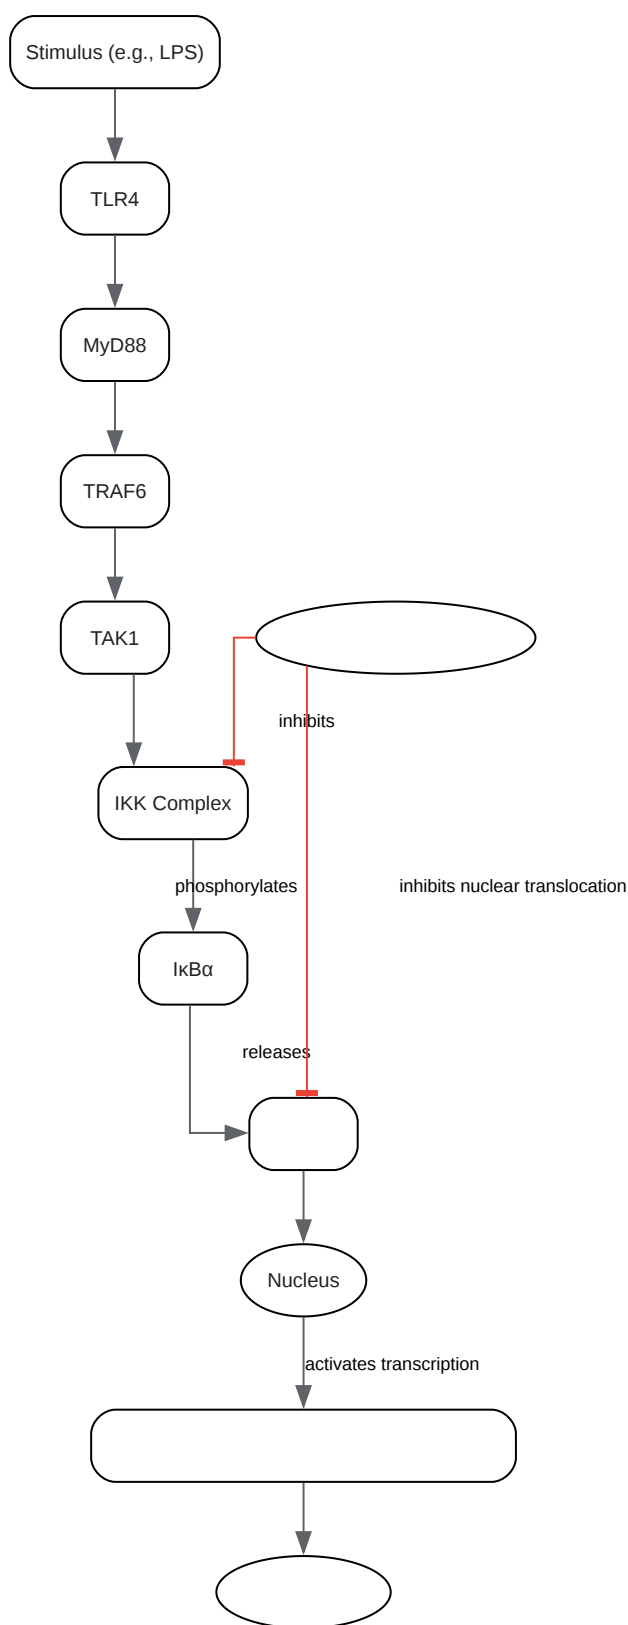 Stimulus (e.g., LPS)
TLR4
MyD88
TRAF6
TAK1
inhibits
IKK Complex
phosphorylates
inhibits nuclear translocation
IκBα
releases
Nucleus
activates transcription